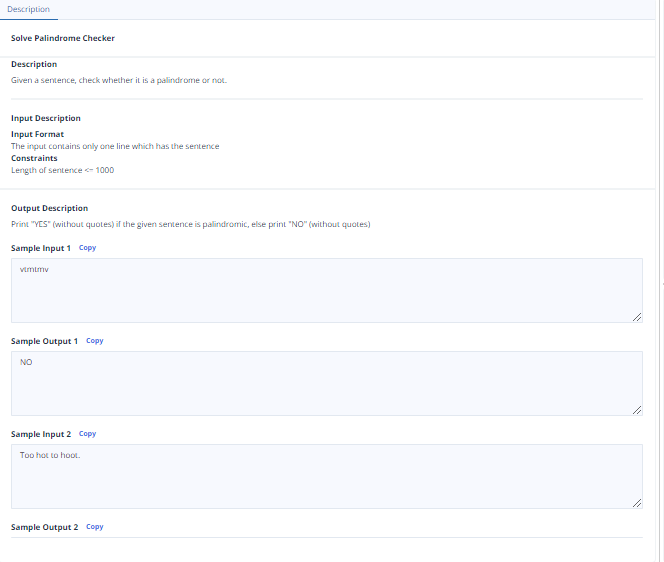 Description
Solve Palindrome Checker
Description
Given a sentence, check whether it is a palindrome or not.
Input Description
Input Format
The input contains only one line which has the sentence
Constraints
Length of sentence <= 1000
Output Description
Print "YES" (without quotes) if the given sentence is palindromic, else print "NO" (without quotes)
Sample Input 1 Copy
vtmtmv
Sample Output 1 Copy
NO
Sample Input 2 Copy
Too hot to hoot.
Sample Output 2 Copy